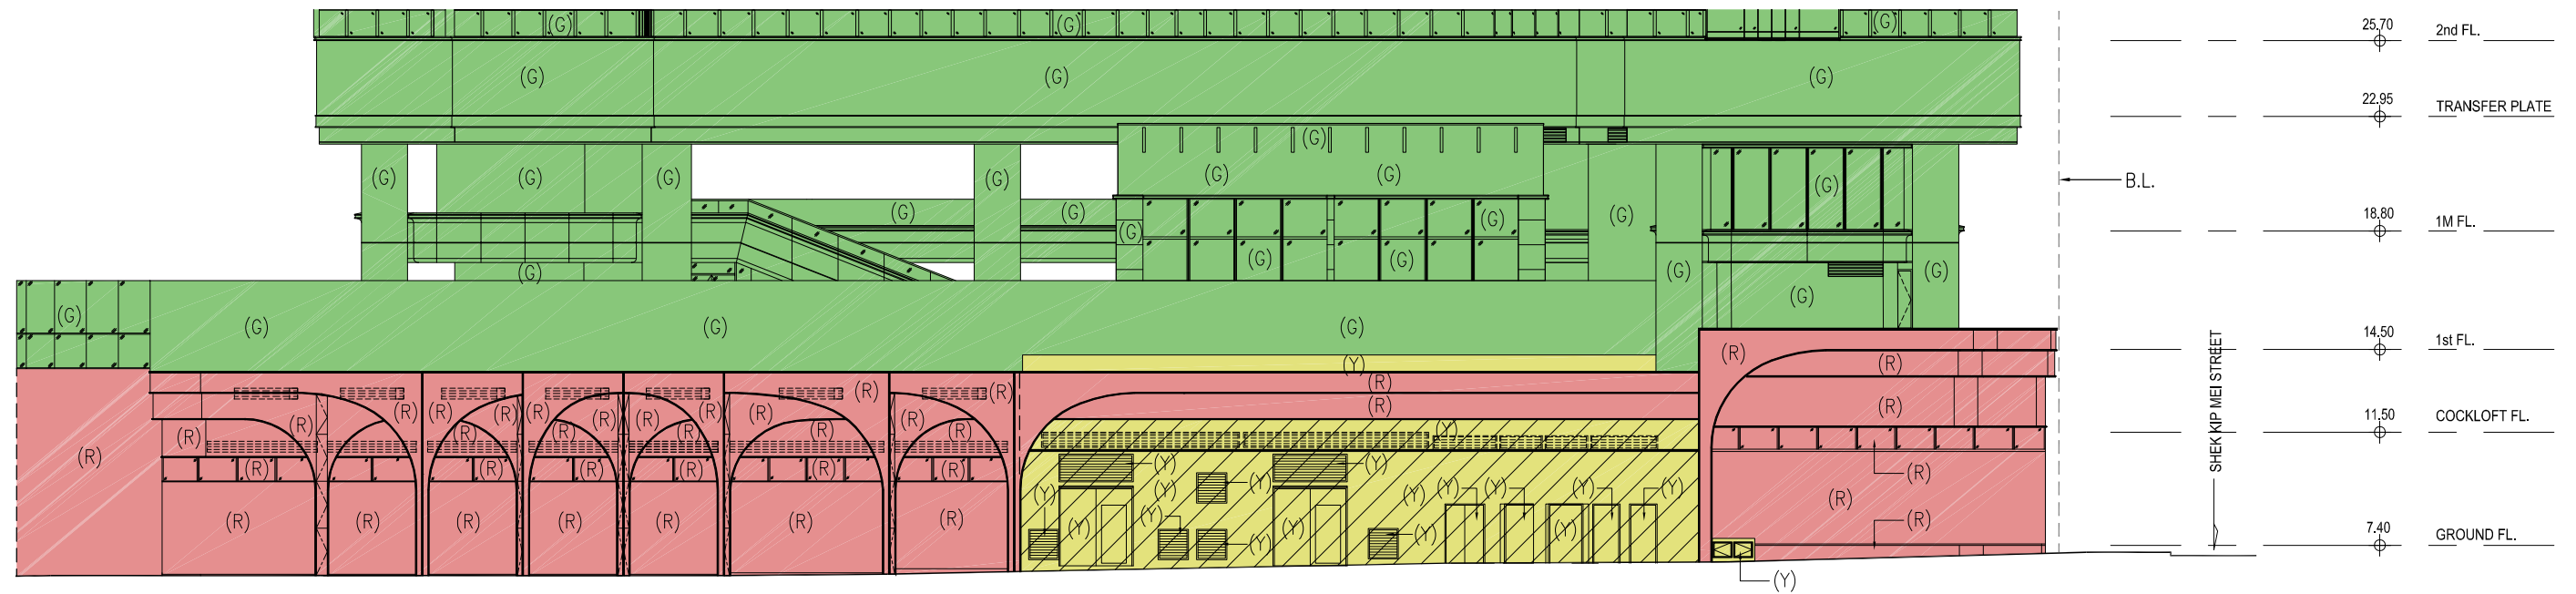 (G) (G) (G)
25.70 2nd FL.
(G) (G) (G)
22.95 TRANSFER PLATE
(G)
(G) (G) (G) (G) (G) (G) (G)
B.L.
(G) (G) (G) (G) (G)
18.80 1M FL.
(G)
(G) (G) (G) (G) (G)
(G)
(G) (G) (G) (G)
14.50 1st FL.
SHEK KIP MEI STREET
(R) (Y) (R)
(R)
(R) (R) (R) (R) (R) (R) (R) (R) (R) (R) (R) (R) (R) (R)
11.50 COCKLOFT FL.
(R) (R) (R) (R) (R) (R) (R) (Y)
(R) (R) (R) (R) (R) (R) (Y) (Y) (R)
(Y) (Y) (Y) (Y) (Y) (Y) (Y) (Y) (R)
(R) (R) (R) (R) (R) (R) (R) (Y) (Y) (Y) (Y) (Y) (R)
7.40 GROUND FL.
(Y)
(Y)